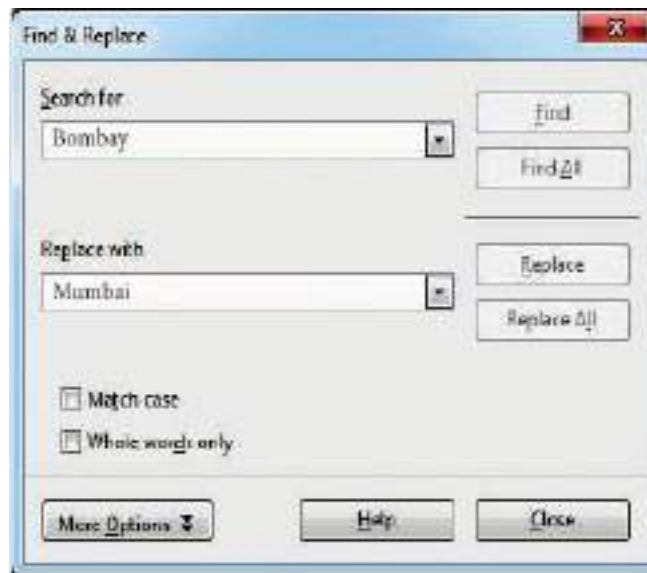 Find & Replace
Search for
Bombay
Find
Find All
Replace with
Mumbai
Replace
Replace All
Match case
Whole words only
More Options
Help
Close